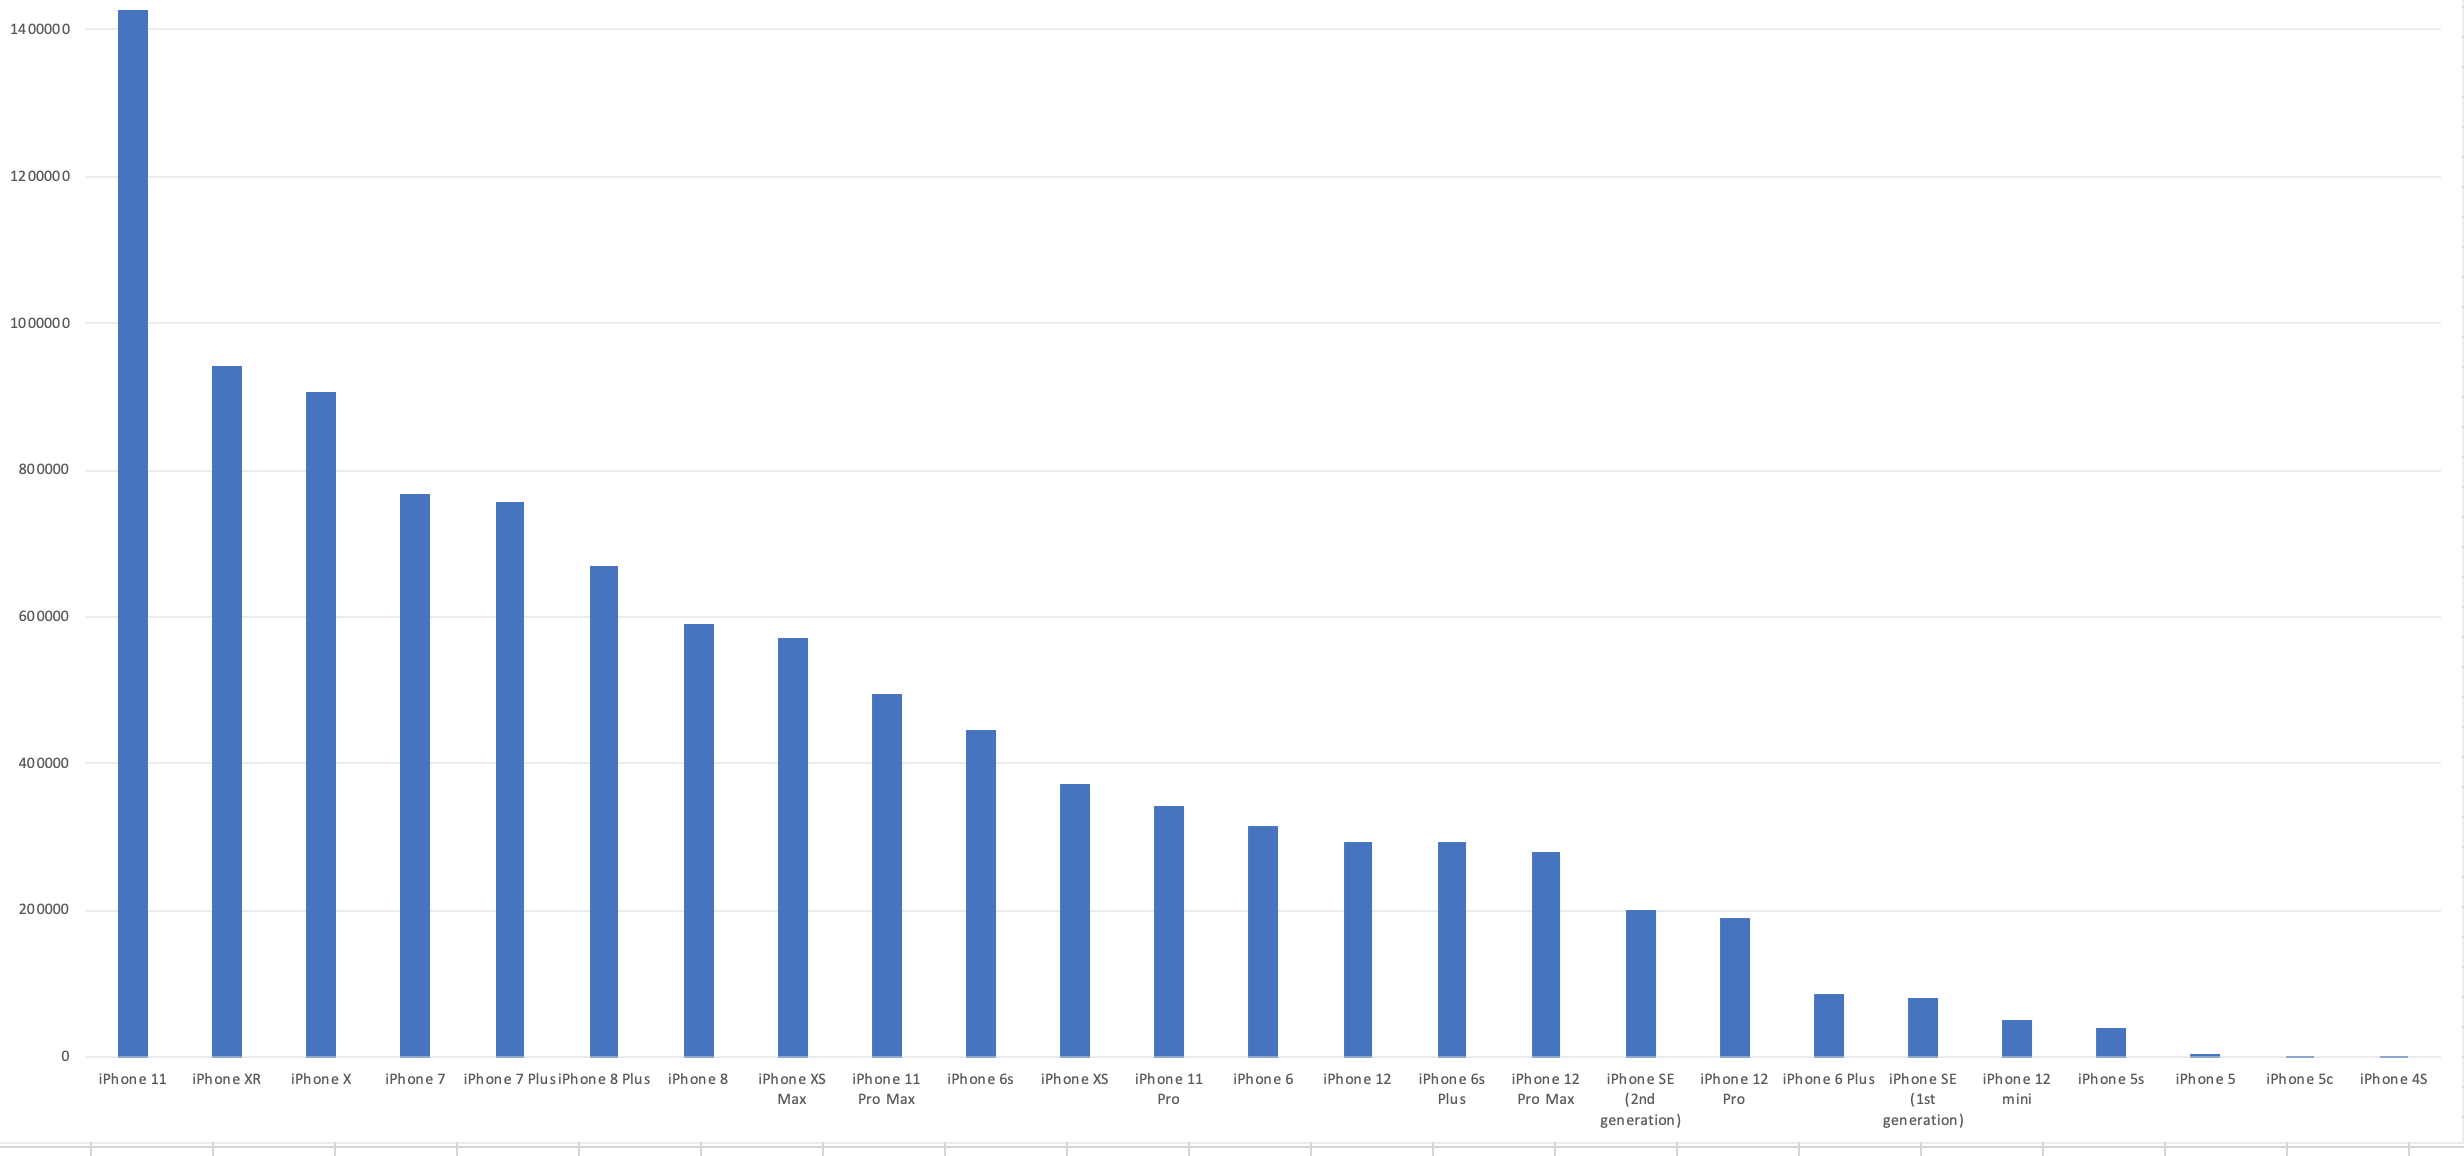 1400000
1200000
1000000
800000
600000
400000
200000
0
iPhone 11
iPhone XR
iPhone X
iPhone 7
iPhone 7 Plus
iPhone 8 Plus
iPhone 8
iPhone XS
Max
iPhone 11
Pro Max
iPhone 6s
iPhone XS
iPhone 11
Pro
iPhone 6
iPhone 12
iPhone 6s
Plus
iPhone 12
Pro Max
iPhone SE
(2nd
generation)
iPhone 12
Pro
iPhone 6 Plus
iPhone SE
(1st
generation)
iPhone 12
mini
iPhone 5s
iPhone 5
iPhone 5c
iPhone 4S